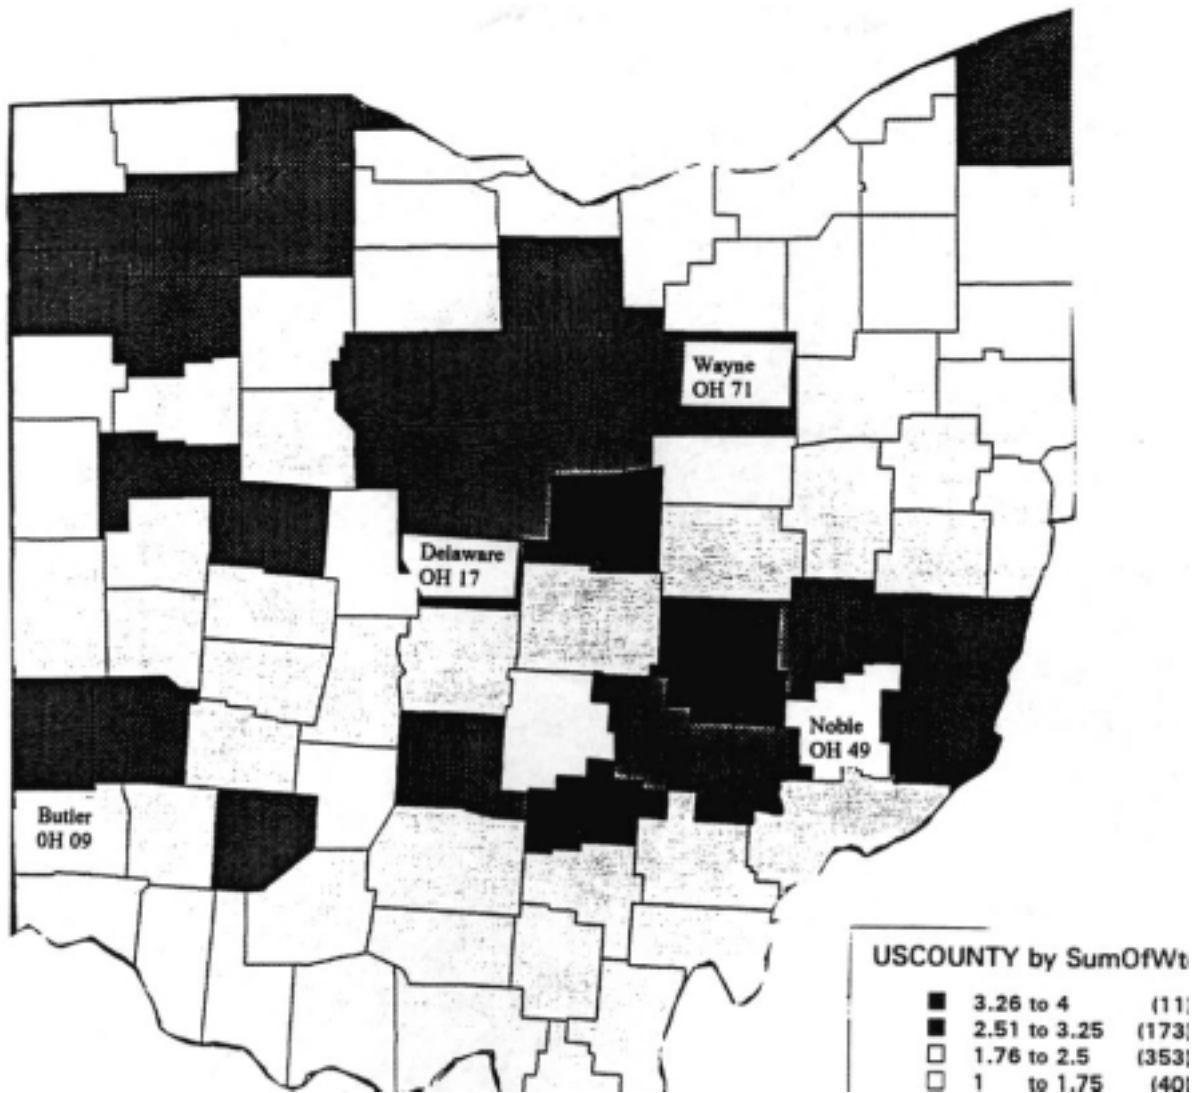 Wayne
OH 71
Delaware
OH 17
Noble
OH 49
Butler
0H 09
USCOUNTY by SumOfWt
3.26 to 4 (11)
2.51 to 3.25 (173)
1.76 to 2.5 (353)
1 to 1.75 (40